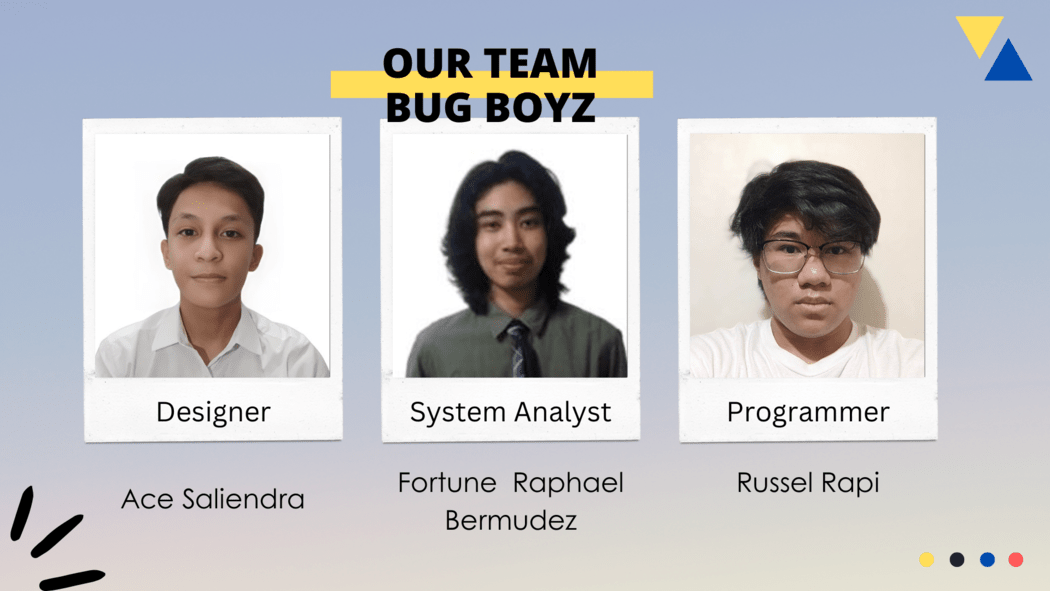 OUR TEAM
BUG BOYZ
Designer
System Analyst
Programmer
Ace Saliendra
Fortune Raphael
Bermudez
Russel Rapi